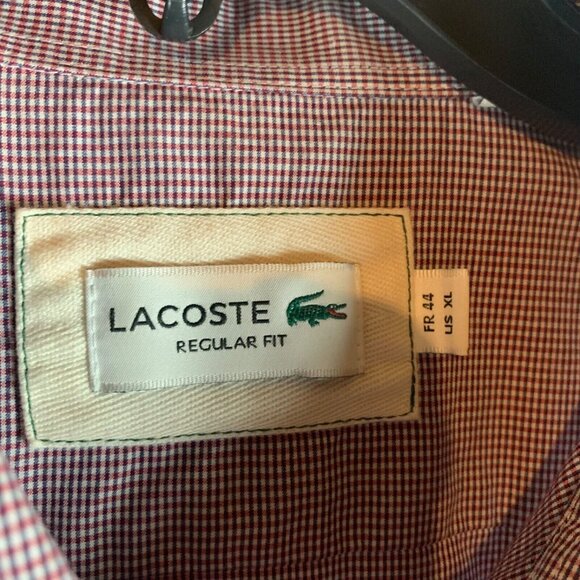 LACOSTE
REGULAR FIT
FR 44
US XL